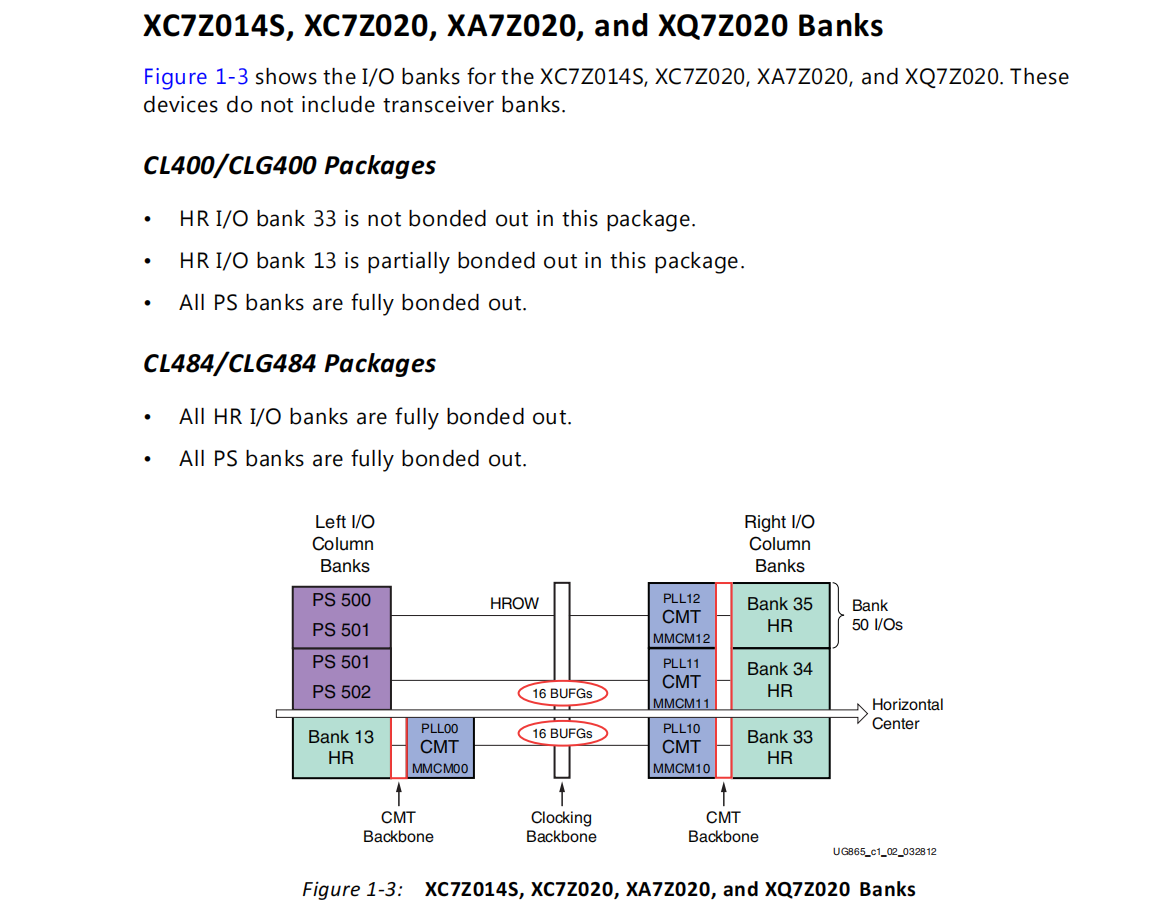 XC7Z014S, XC7Z020, XA7Z020, and XQ7Z020 Banks
Figure 1-3 shows the I/O banks for the XC7Z014S, XC7Z020, XA7Z020, and XQ7Z020. These
devices do not include transceiver banks.
CL400/CLG400 Packages
• HR I/O bank 33 is not bonded out in this package.
• HR I/O bank 13 is partially bonded out in this package.
• All PS banks are fully bonded out.
CL484/CLG484 Packages
• All HR I/O banks are fully bonded out.
• All PS banks are fully bonded out.
Left I/O
Column
Banks
Right I/O
Column
Banks
PS 500
PS 501
HROW
PLL12
CMT
MMCM12
Bank 35
HR
Bank
50 I/Os
PS 501
PS 502
16 BUFGs
PLL11
CMT
MMCM11
Bank 34
HR
Horizontal
Center
Bank 13
HR
PLL00
CMT
MMCM00
16 BUFGs
PLL10
CMT
MMCM10
Bank 33
HR
CMT
Backbone
Clocking
Backbone
CMT
Backbone
UG865_c1_02_032812
Figure 1-3: XC7Z014S, XC7Z020, XA7Z020, and XQ7Z020 Banks